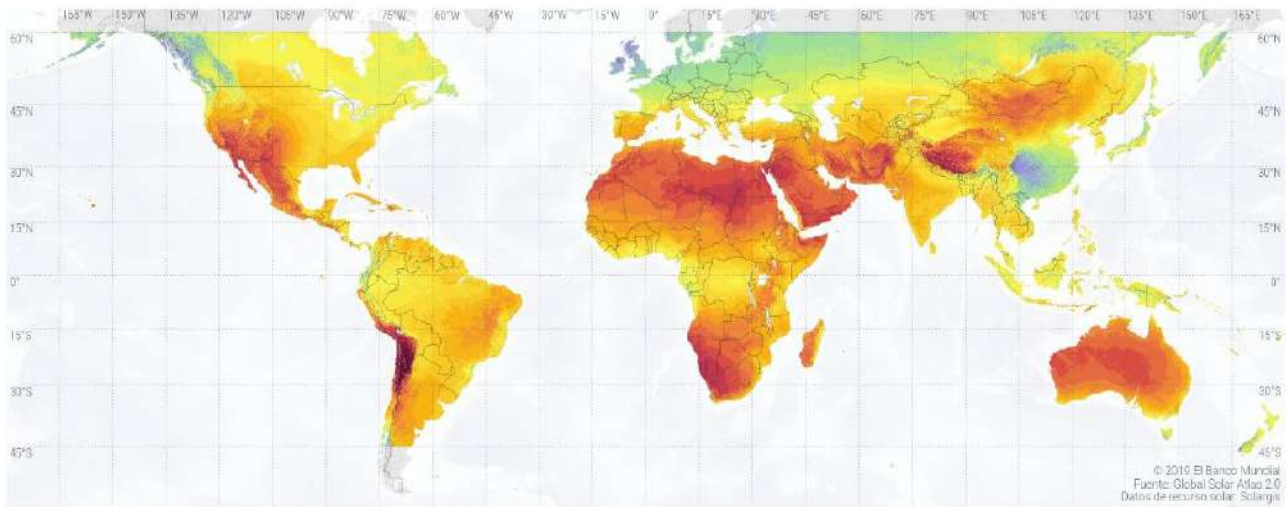 155°W 150°W 135°W 120°W 105°W 90°W 75°W 60°W 45°W 30°W 15°W 0° 15°E 30°E 45°E 60°E 75°E 90°E 105°E 120°E 135°E 150°E 165°E
60°N 60°N
45°N 45°N
30°N 30°N
15°N 15°N
0° 0°
15°S 15°S
30°S 30°S
45°S 45°S
© 2019 El Banco Mundial
Fuente: Global Solar Atlas 2.0
Datos de recurso solar: Solargis